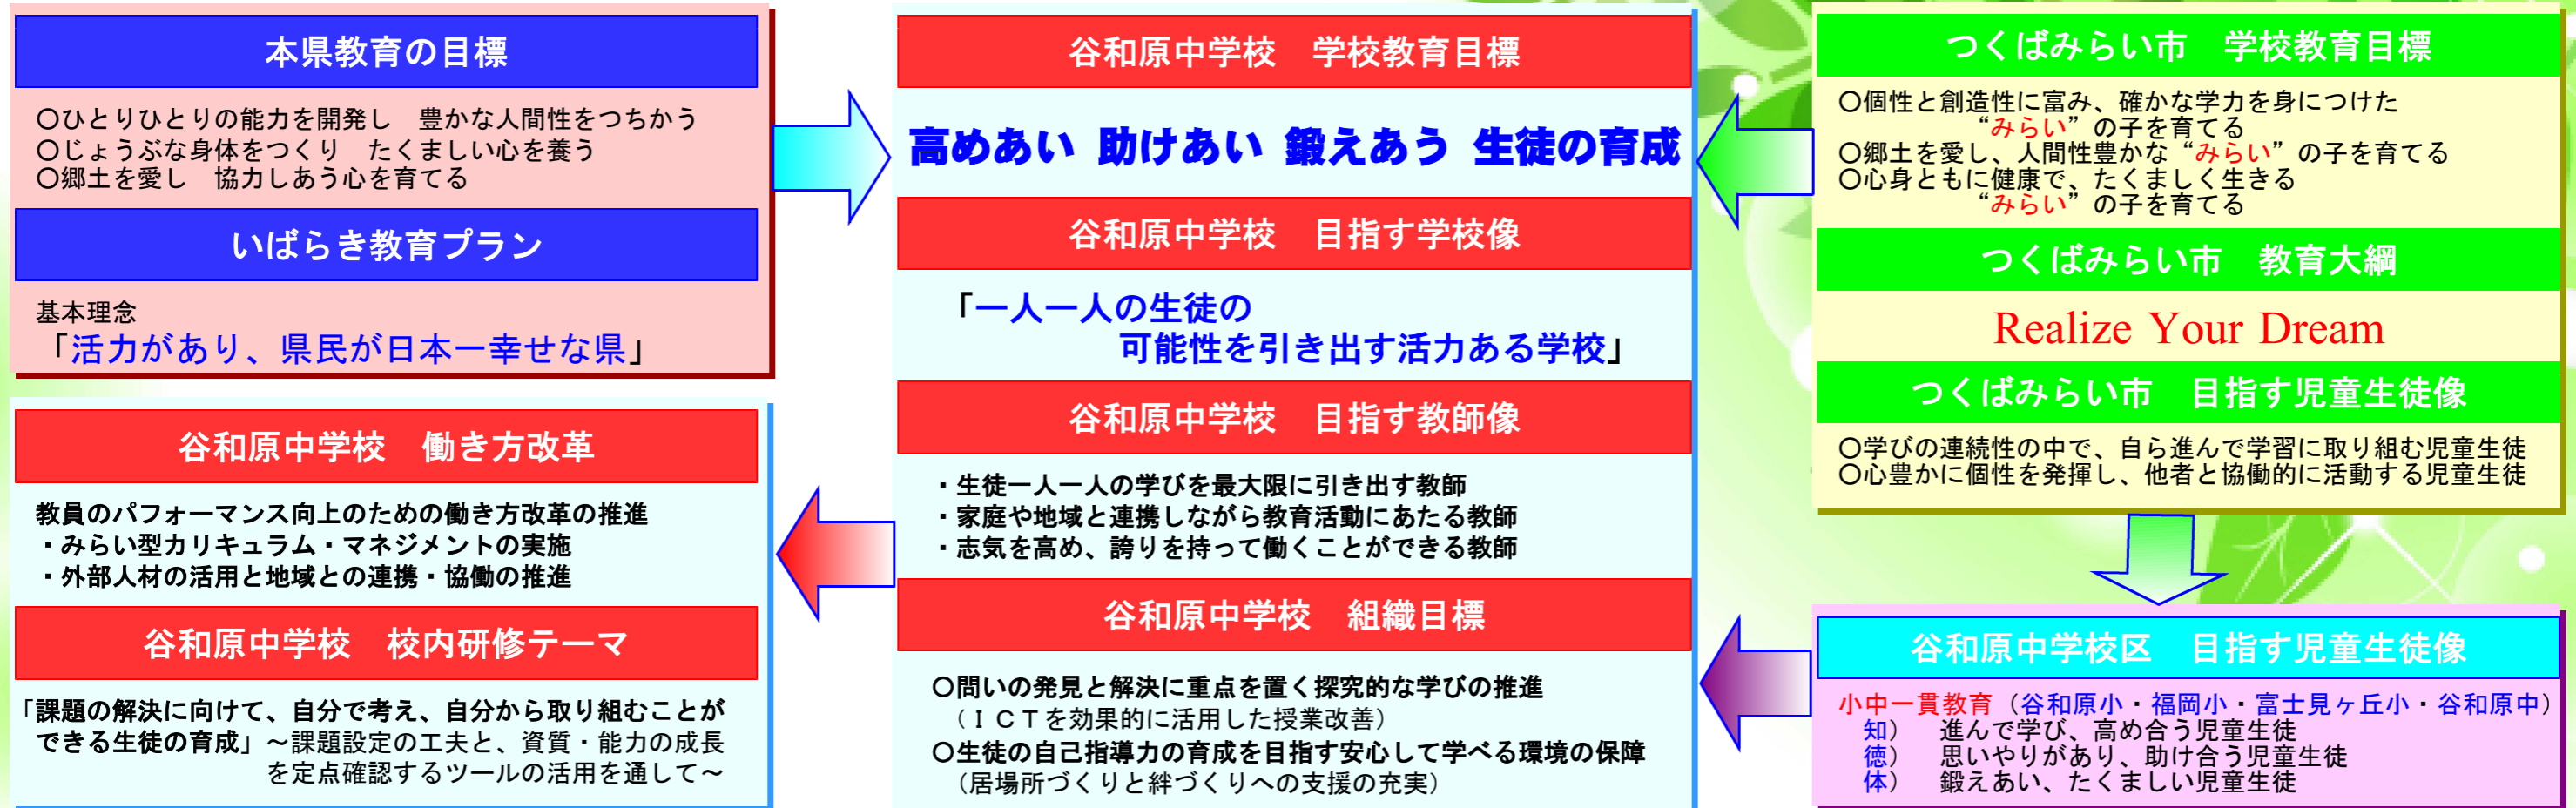 本県教育の目標
〇ひとりひとりの能力を開発し　豊かな人間性をつちかう
〇じょうぶな身体をつくり　たくましい心を養う
〇郷土を愛し　協力しあう心を育てる
いばらき教育プラン
基本理念
「活力があり、県民が日本一幸せな県」
谷和原中学校　働き方改革
教員のパフォーマンス向上のための働き方改革の推進
・みらい型カリキュラム・マネジメントの実施
・外部人材の活用と地域との連携・協働の推進
谷和原中学校　校内研修テーマ
「課題の解決に向けて、自分で考え、自分から取り組むことが
できる生徒の育成」～課題設定の工夫と、資質・能力の成長
を定点確認するツールの活用を通して～
谷和原中学校　学校教育目標
高めあい 助けあい 鍛えあう 生徒の育成
谷和原中学校　目指す学校像
「一人一人の生徒の
可能性を引き出す活力ある学校」
谷和原中学校　目指す教師像
・生徒一人一人の学びを最大限に引き出す教師
・家庭や地域と連携しながら教育活動にあたる教師
・志気を高め、誇りを持って働くことができる教師
谷和原中学校　組織目標
〇問いの発見と解決に重点を置く探究的な学びの推進
（ＩＣＴを効果的に活用した授業改善）
〇生徒の自己指導力の育成を目指す安心して学べる環境の保障
（居場所づくりと絆づくりへの支援の充実）
つくばみらい市　学校教育目標
〇個性と創造性に富み、確かな学力を身につけた
“みらい”の子を育てる
〇郷土を愛し、人間性豊かな“みらい”の子を育てる
〇心身ともに健康で、たくましく生きる
“みらい”の子を育てる
つくばみらい市　教育大綱
Realize Your Dream
つくばみらい市　目指す児童生徒像
〇学びの連続性の中で、自ら進んで学習に取り組む児童生徒
〇心豊かに個性を発揮し、他者と協働的に活動する児童生徒
谷和原中学校区　目指す児童生徒像
小中一貫教育（谷和原小・福岡小・富士見ヶ丘小・谷和原中）
知）　進んで学び、高め合う児童生徒
徳）　思いやりがあり、助け合う児童生徒
体）　鍛えあい、たくましい児童生徒